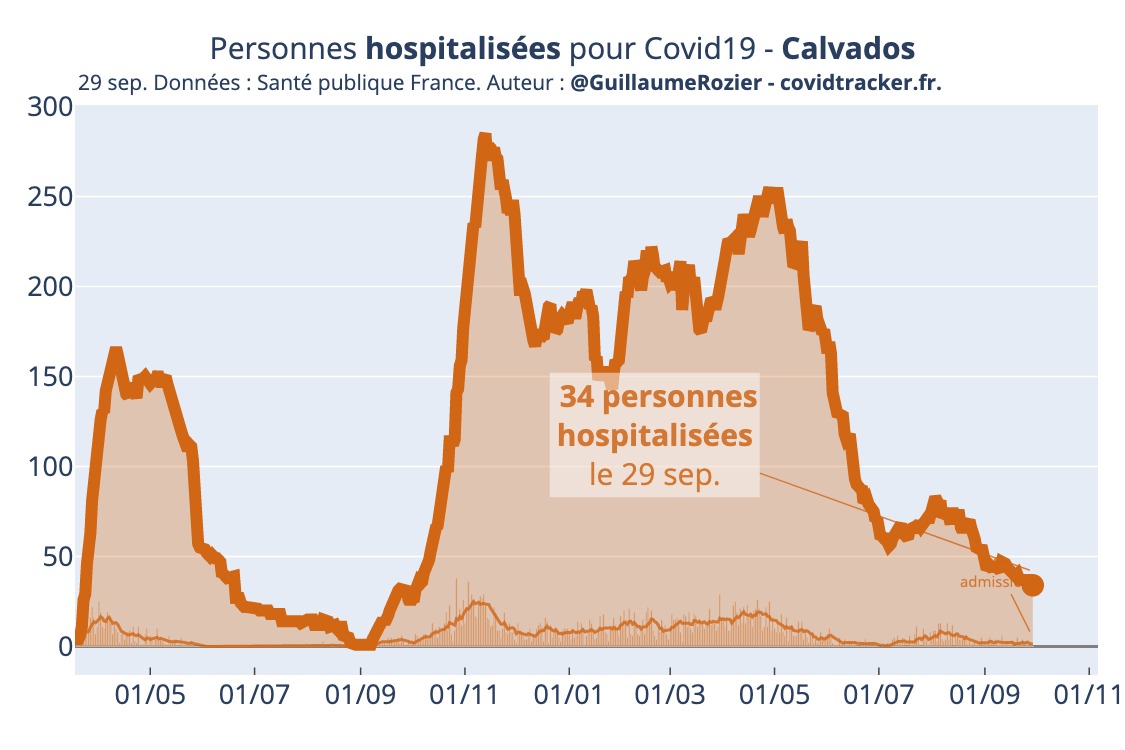 Personnes hospitalisées pour Covid19 - Calvados
29 sep. Données : Santé publique France. Auteur : @GuillaumeRozier - covidtracker.fr.
300
250
200
150
100
50
0
34 personnes
hospitalisées
le 29 sep.
01/05 01/07 01/09 01/11 01/01 01/03 01/05 01/07 01/09 01/11